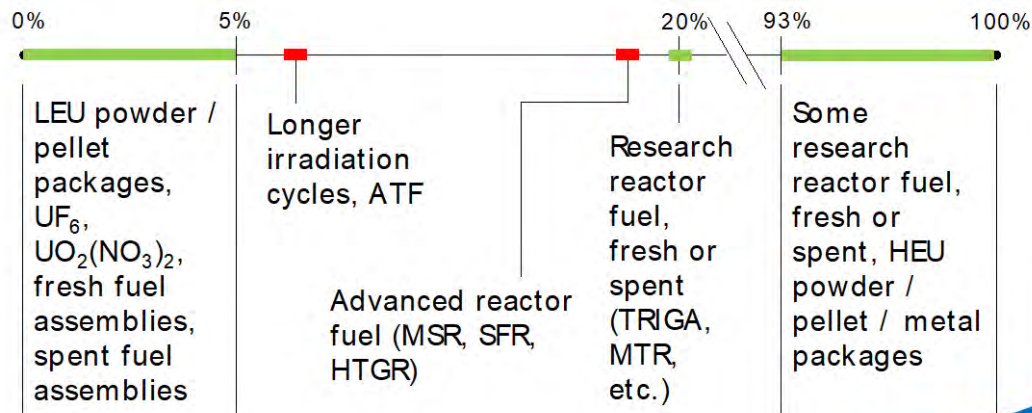 0%
5%
20%
93%
100%
LEU powder /
pellet
packages,
UF6,
UO2(NO3)2,
fresh fuel
assemblies,
spent fuel
assemblies
Longer
irradiation
cycles, ATF
Advanced reactor
fuel (MSR, SFR,
HTGR)
Research
reactor
fuel,
fresh or
spent
(TRIGA,
MTR,
etc.)
Some
research
reactor fuel,
fresh or
spent, HEU
powder /
pellet / metal
packages